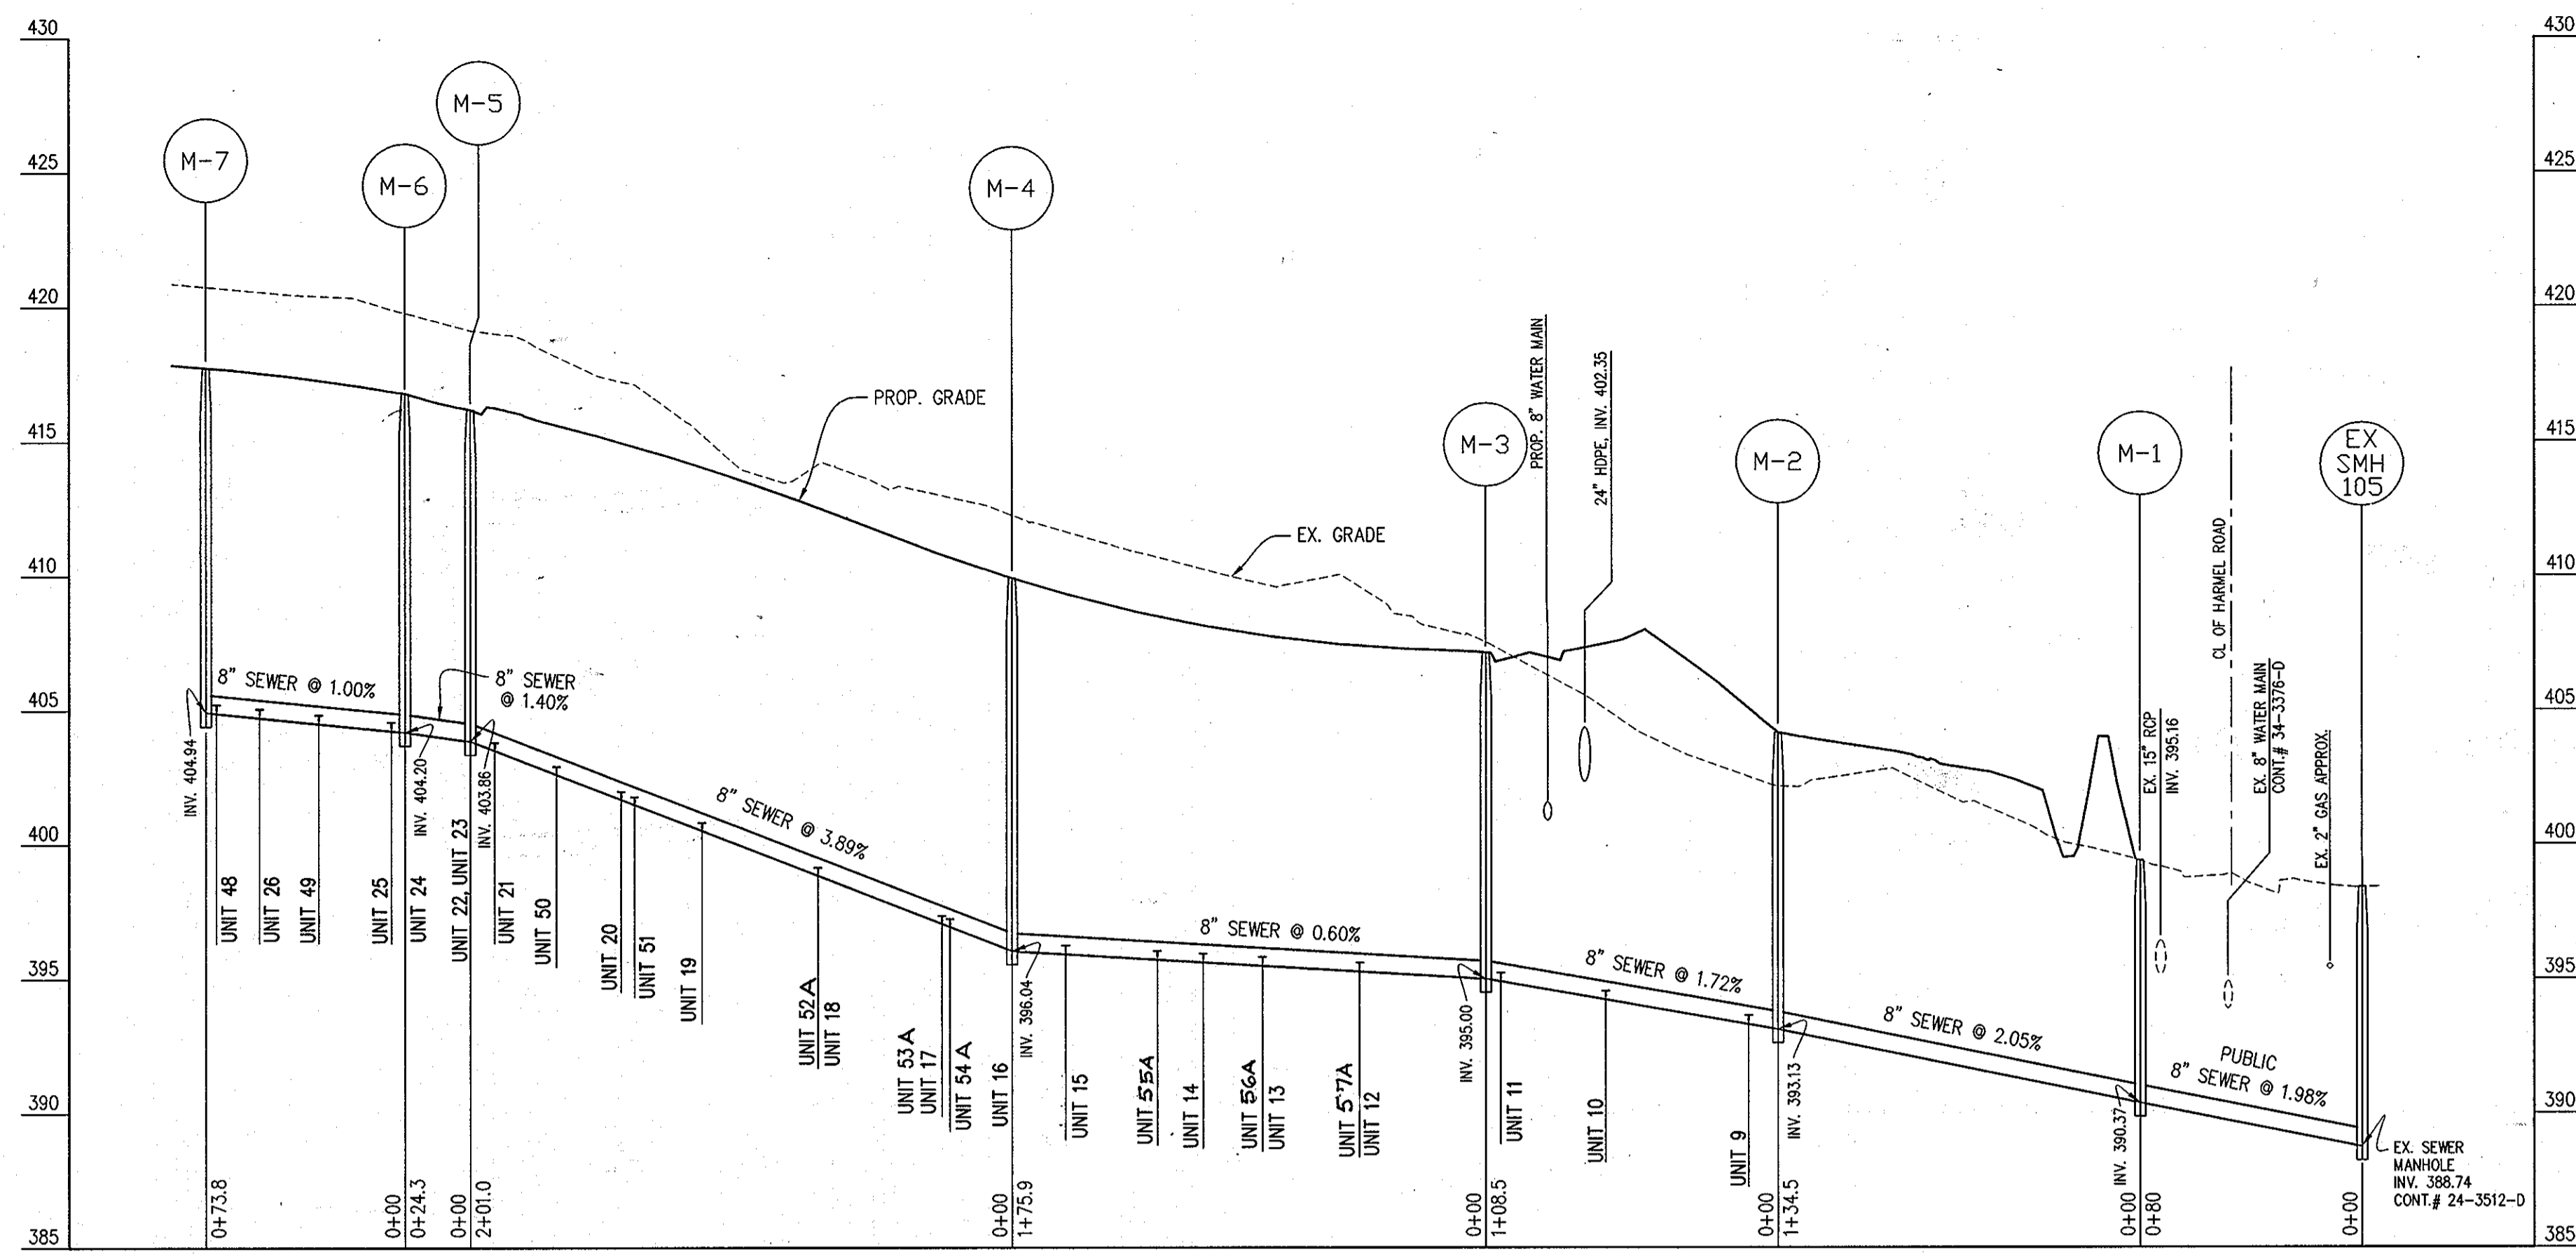 430
425
420
415
410
405
400
395
390
385
M-7
M-6
M-5
M-4
M-3
M-2
M-1
EX
SMH
105
PROP. GRADE
EX. GRADE
PROP. 8" WATER MAIN
24" HDPE, INV. 402.35
CL OF HARMEL ROAD
EX. 15" RCP
INV. 395.16
EX. 8" WATER MAIN
CONT.# 34-3376-D
EX. 2" GAS APPROX.
8" SEWER @ 1.00%
8" SEWER
@ 1.40%
8" SEWER @ 3.89%
8" SEWER @ 0.60%
8" SEWER @ 1.72%
8" SEWER @ 2.05%
PUBLIC
8" SEWER @ 1.98%
INV. 404.94
UNIT 48
UNIT 26
UNIT 49
UNIT 25
UNIT 24
INV. 404.20
UNIT 22, UNIT 23
INV. 403.86
UNIT 21
UNIT 50
UNIT 20
UNIT 51
UNIT 19
UNIT 52A
UNIT 18
UNIT 53A
UNIT 17
UNIT 54A
UNIT 16
INV. 396.04
UNIT 15
UNIT 55A
UNIT 14
UNIT 56A
UNIT 13
UNIT 57A
UNIT 12
INV. 395.00
UNIT 11
UNIT 10
UNIT 9
INV. 393.13
INV. 390.37
EX. SEWER
MANHOLE
INV. 388.74
CONT.# 24-3512-D
0+73.8
0+00
0+24.3
0+00
2+01.0
0+00
1+75.9
0+00
1+08.5
0+00
1+34.5
0+00
0+80
0+00
430
425
420
415
410
405
400
395
390
385